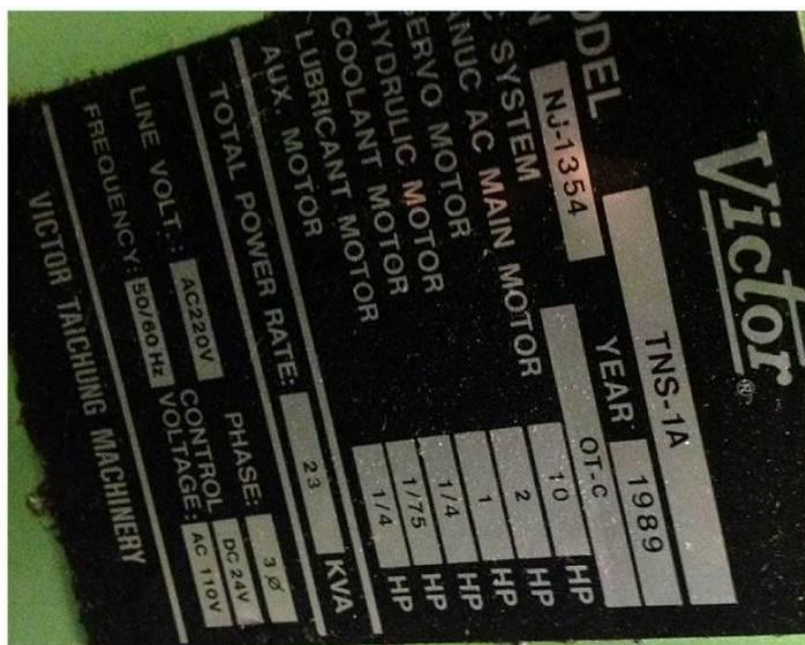 Victor®
ODEL TNS-1A
N NJ-1354 YEAR 1989
C SYSTEM OT-C
ANUC AC MAIN MOTOR 10 HP
ERVO MOTOR 2 HP
HYDRULIC MOTOR 1 HP
COOLANT MOTOR 1/4 HP
LUBRICANT MOTOR 1/75 HP
AUX. MOTOR 1/4 HP
TOTAL POWER RATE: 23 KVA
LINE VOLT.: AC220V PHASE: 3 Ø
FREQUENCY: 50/60 Hz CONTROL VOLTAGE: DC 24V AC 110V
VICTOR TAICHUNG MACHINERY